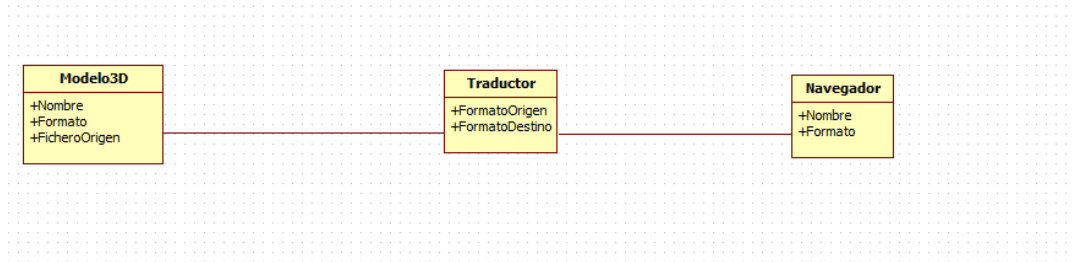 Modelo3D
+Nombre
+Formato
+FicheroOrigen
Traductor
+FormatoOrigen
+FormatoDestino
Navegador
+Nombre
+Formato